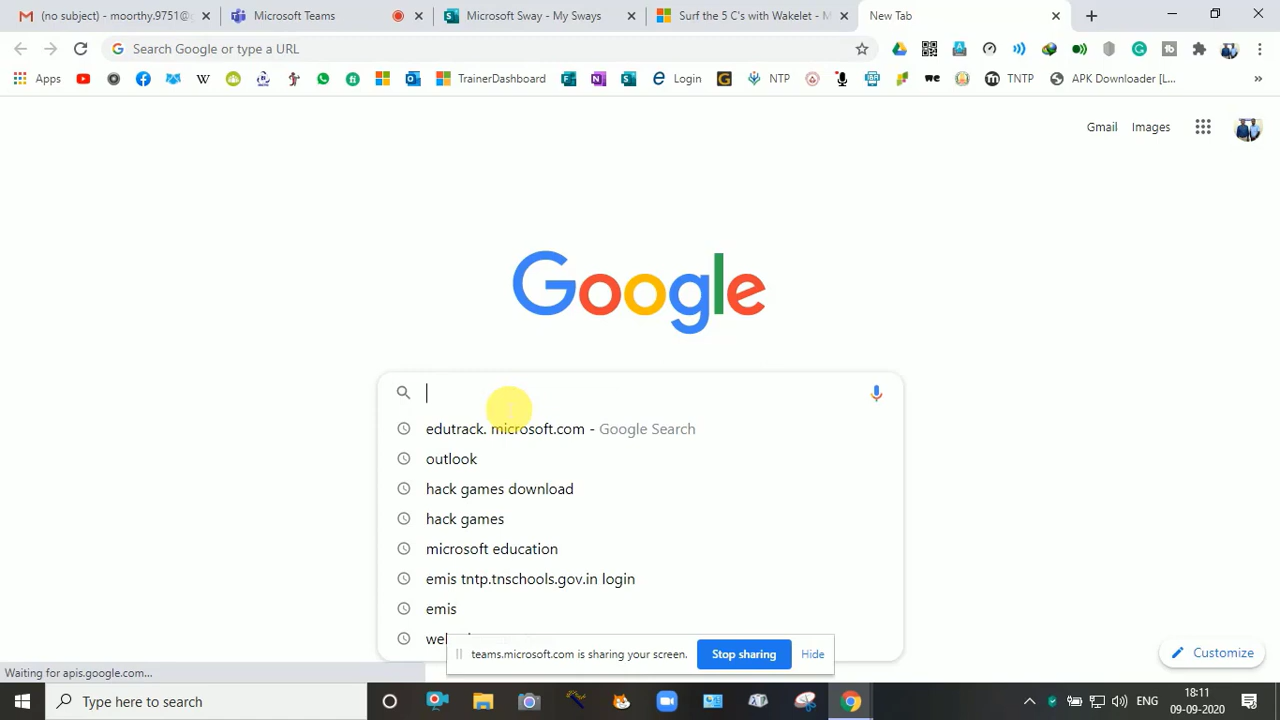 (no subject) - moorthy.9751@
Microsoft Teams
Microsoft Sway - My Sways
Surf the 5 C's with Wakelet - M
New Tab
Search Google or type a URL
Apps
TrainerDashboard
Login
NTP
we
TNTP
APK Downloader [L...
Gmail
Images
Google
edutrack. microsoft.com - Google Search
outlook
hack games download
hack games
microsoft education
emis tntp.tnschools.gov.in login
emis
teams.microsoft.com is sharing your screen.
Stop sharing
Hide
Customize
Waiting for apis.google.com...
Type here to search
ENG
18:11
09-09-2020